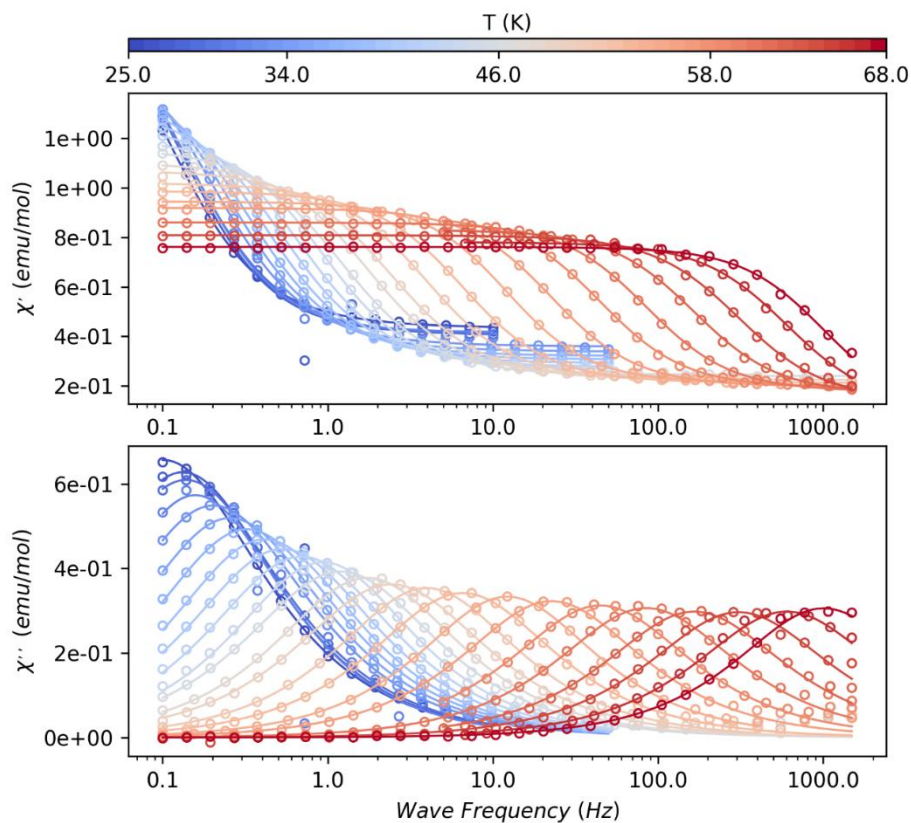 T (K)
25.0 34.0 46.0 58.0 68.0
1e+00
1e+00
8e-01
6e-01
4e-01
2e-01
χ' (emu/mol)
0.1 1.0 10.0 100.0 1000.0
6e-01
4e-01
2e-01
0e+00
χ'' (emu/mol)
0.1 1.0 10.0 100.0 1000.0
Wave Frequency (Hz)